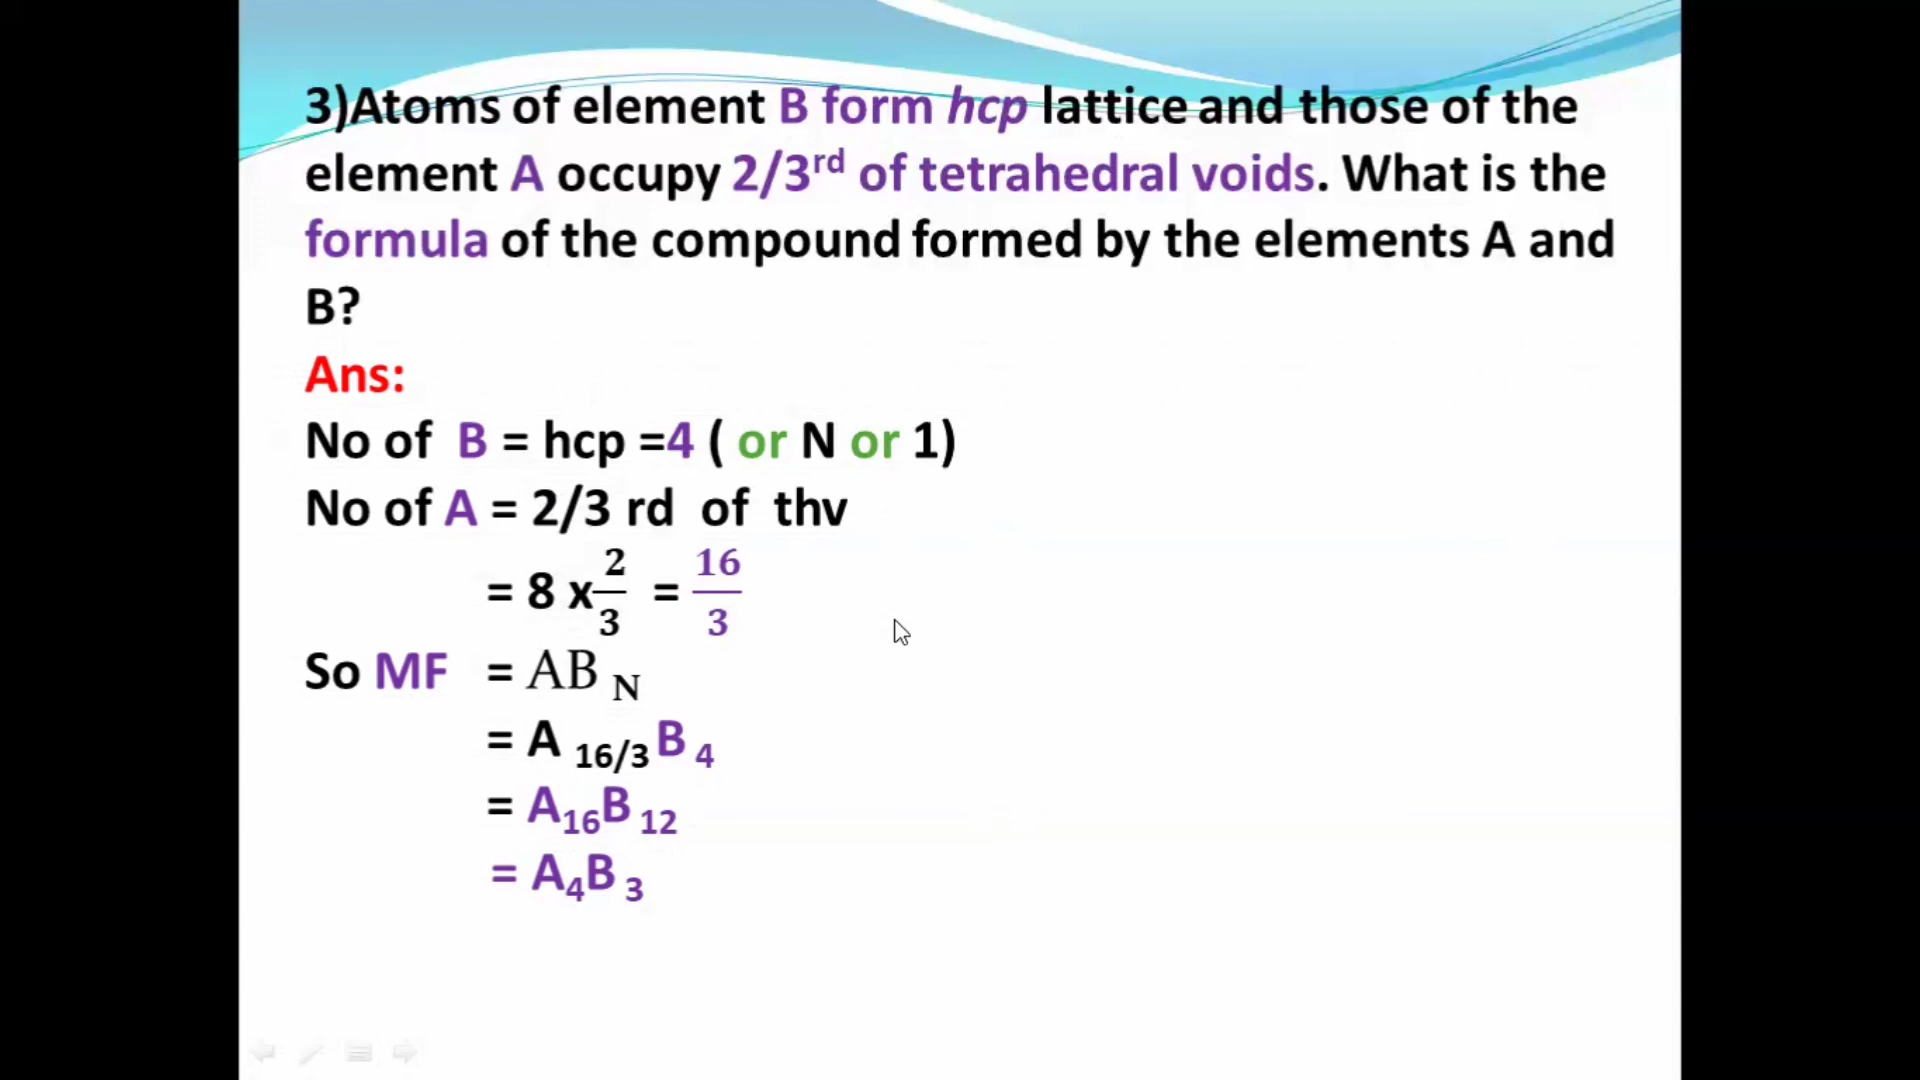 3)Atoms of element B form hcp lattice and those of the
element A occupy 2/3rd of tetrahedral voids. What is the
formula of the compound formed by the elements A and
B?
Ans:
No of B = hcp =4 ( or N or 1)
No of A = 2/3 rd of thv
= 8 x 2/3 = 16/3
So MF = AB N
= A 16/3 B 4
= A16B 12
= A4B 3